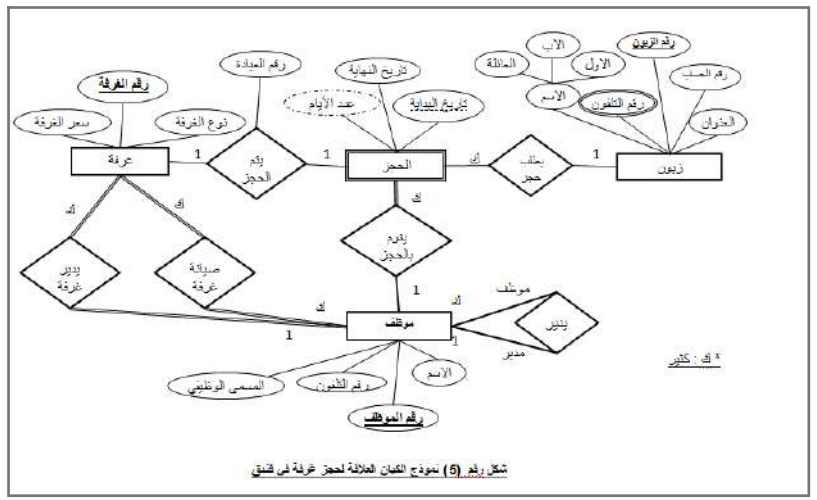 الاب
رقم الزبون
العائلة
الاول
رقم العيادة
تاريخ النهاية
رقم الحساب
رقم الغرفة
عدد الأيام
تاريخ البداية
الاسم
رقم التلفون
العنوان
سعر الغرفة
نوع الغرفة
غرفة
1
يتم
الحجز
1
الحجز
ك
يطلب
حجز
1
زبون
ك
ك
ك
يدير
غرفة
صيانة
غرفة
يقوم
بالحجز
1
ك
ك
موظف
يدير
1
موظف
1
مدير
* ك : كثير
المسمى الوظيفي
رقم التلفون
الاسم
رقم الموظف
شكل رقم (5) نموذج الكيان العلاقة لحجز غرفة في فندق